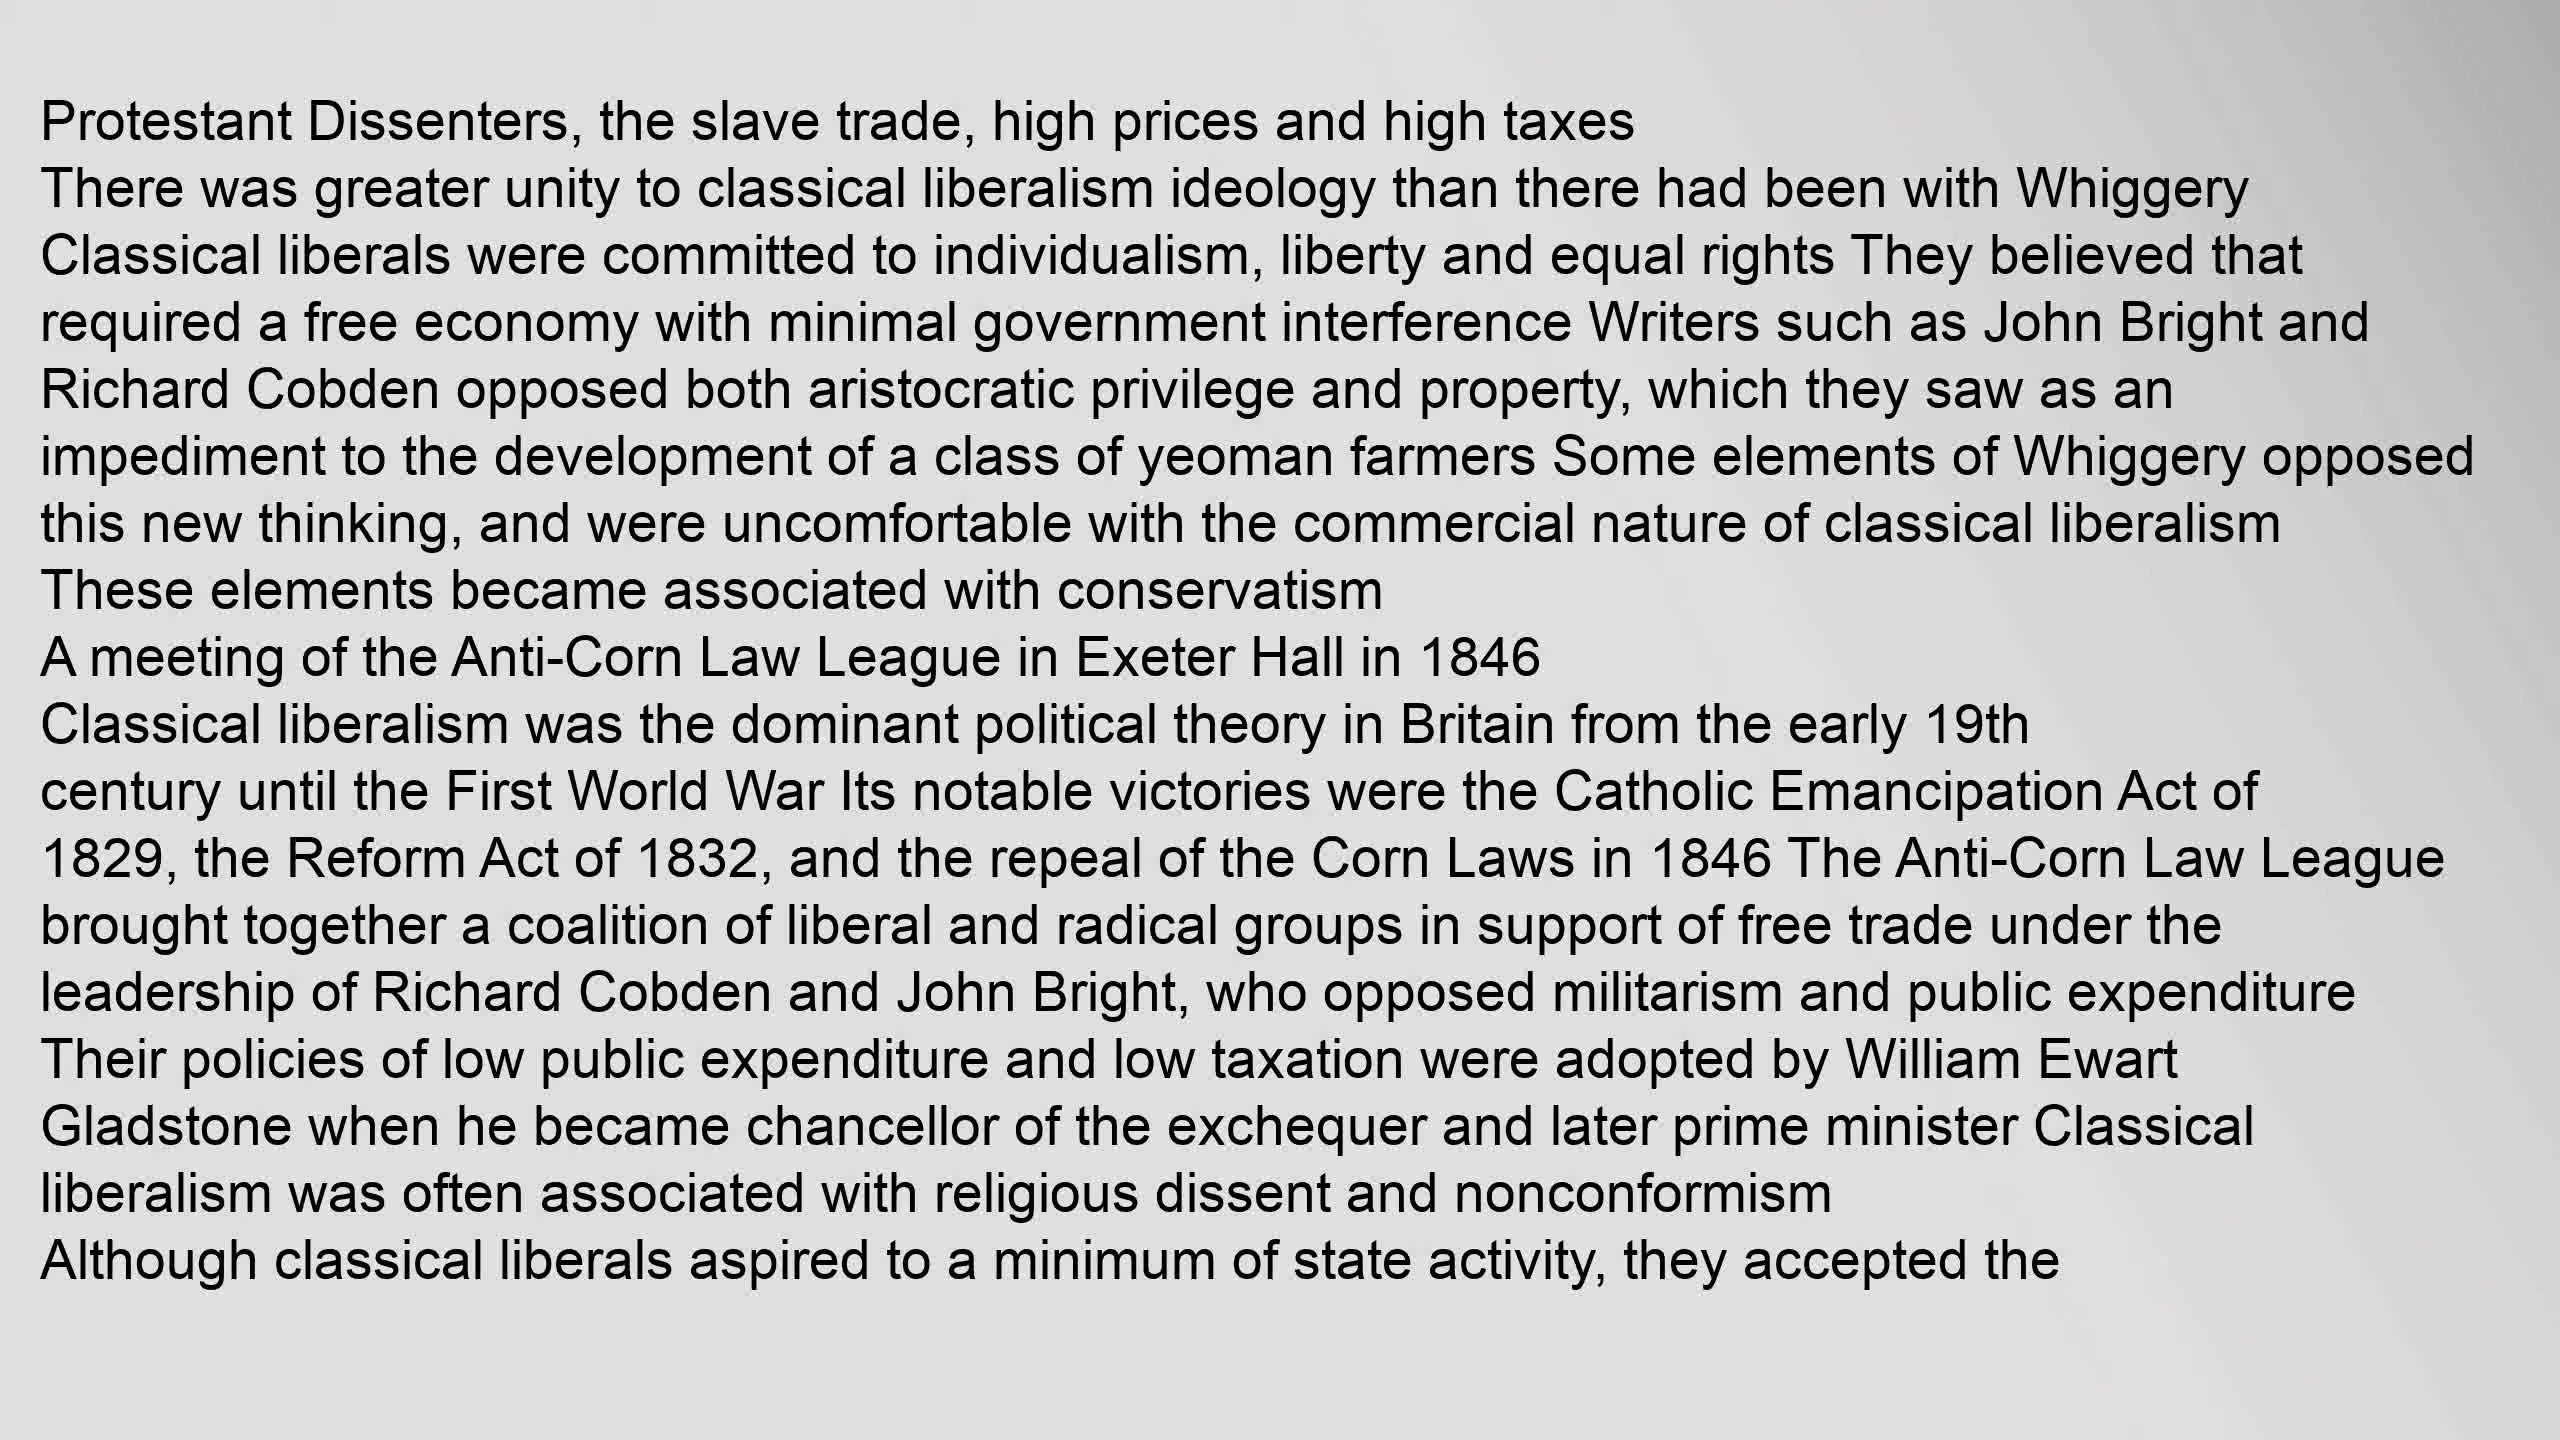 Protestant Dissenters, the slave trade, high prices and high taxes
There was greater unity to classical liberalism ideology than there had been with Whiggery
Classical liberals were committed to individualism, liberty and equal rights They believed that
required a free economy with minimal government interference Writers such as John Bright and
Richard Cobden opposed both aristocratic privilege and property, which they saw as an
impediment to the development of a class of yeoman farmers Some elements of Whiggery opposed
this new thinking, and were uncomfortable with the commercial nature of classical liberalism
These elements became associated with conservatism
A meeting of the Anti-Corn Law League in Exeter Hall in 1846
Classical liberalism was the dominant political theory in Britain from the early 19th
century until the First World War Its notable victories were the Catholic Emancipation Act of
1829, the Reform Act of 1832, and the repeal of the Corn Laws in 1846 The Anti-Corn Law League
brought together a coalition of liberal and radical groups in support of free trade under the
leadership of Richard Cobden and John Bright, who opposed militarism and public expenditure
Their policies of low public expenditure and low taxation were adopted by William Ewart
Gladstone when he became chancellor of the exchequer and later prime minister Classical
liberalism was often associated with religious dissent and nonconformism
Although classical liberals aspired to a minimum of state activity, they accepted the